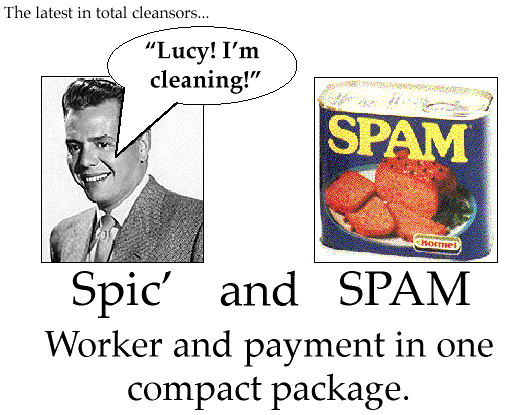 The latest in total cleansors...
“Lucy! I’m
cleaning!”
SPAM
Hormel
Spic’ and SPAM
Worker and payment in one
compact package.